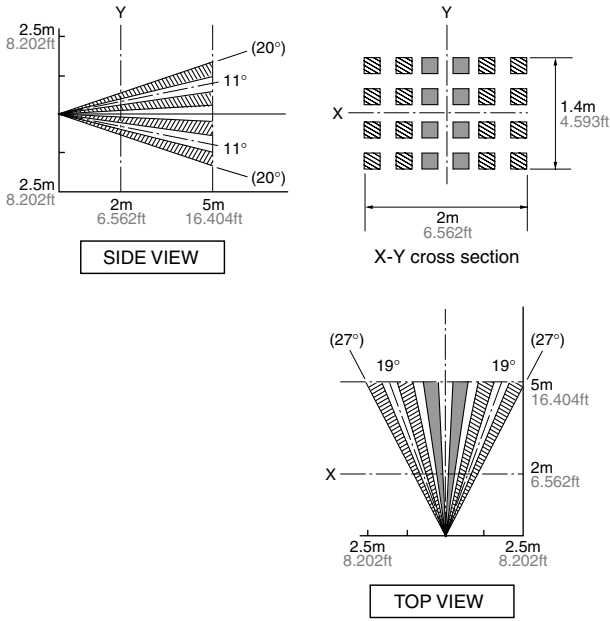 Y
2.5m
8.202ft
(20°)
11°
11°
(20°)
2.5m
8.202ft
2m
6.562ft
5m
16.404ft
SIDE VIEW
Y
X
1.4m
4.593ft
2m
6.562ft
X-Y cross section
(27°)
(27°)
19°
19°
5m
16.404ft
X
2m
6.562ft
2.5m
8.202ft
2.5m
8.202ft
TOP VIEW